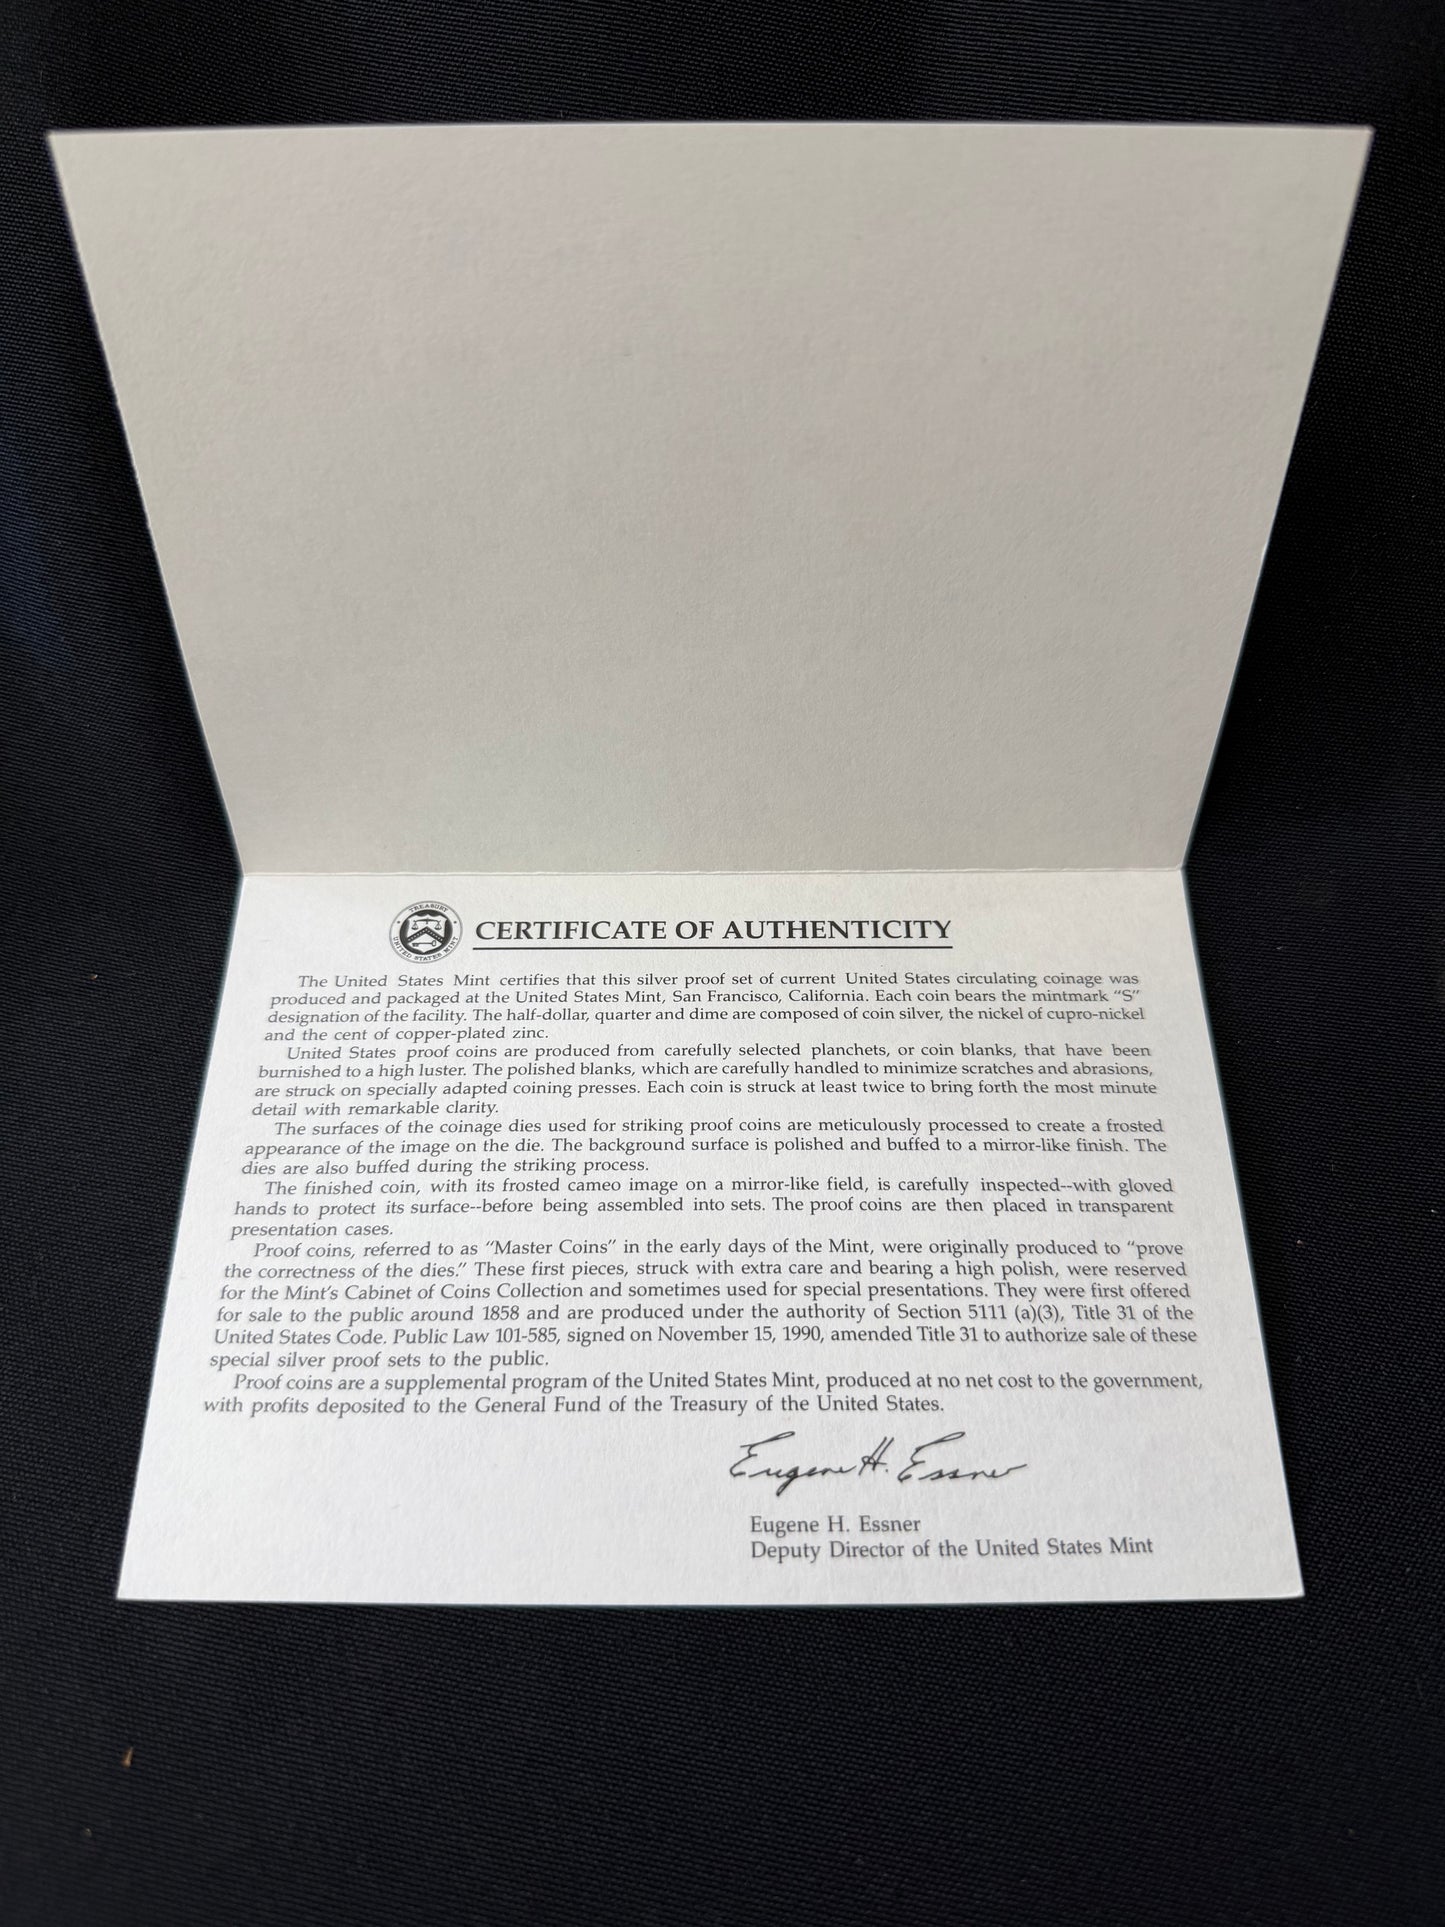 TREASURY
UNITED STATES MINT
CERTIFICATE OF AUTHENTICITY
The United States Mint certifies that this silver proof set of current United States circulating coinage was
produced and packaged at the United States Mint, San Francisco, California. Each coin bears the mintmark “S”
designation of the facility. The half-dollar, quarter and dime are composed of coin silver, the nickel of cupro-nickel
and the cent of copper-plated zinc.
United States proof coins are produced from carefully selected planchets, or coin blanks, that have been
burnished to a high luster. The polished blanks, which are carefully handled to minimize scratches and abrasions,
are struck on specially adapted coining presses. Each coin is struck at least twice to bring forth the most minute
detail with remarkable clarity.
The surfaces of the coinage dies used for striking proof coins are meticulously processed to create a frosted
appearance of the image on the die. The background surface is polished and buffed to a mirror-like finish. The
dies are also buffed during the striking process.
The finished coin, with its frosted cameo image on a mirror-like field, is carefully inspected--with gloved
hands to protect its surface--before being assembled into sets. The proof coins are then placed in transparent
presentation cases.
Proof coins, referred to as “Master Coins” in the early days of the Mint, were originally produced to “prove
the correctness of the dies.” These first pieces, struck with extra care and bearing a high polish, were reserved
for the Mint’s Cabinet of Coins Collection and sometimes used for special presentations. They were first offered
for sale to the public around 1858 and are produced under the authority of Section 5111 (a)(3), Title 31 of the
United States Code. Public Law 101-585, signed on November 15, 1990, amended Title 31 to authorize sale of these
special silver proof sets to the public.
Proof coins are a supplemental program of the United States Mint, produced at no net cost to the government,
with profits deposited to the General Fund of the Treasury of the United States.
Eugene H. Essner
Eugene H. Essner
Deputy Director of the United States Mint